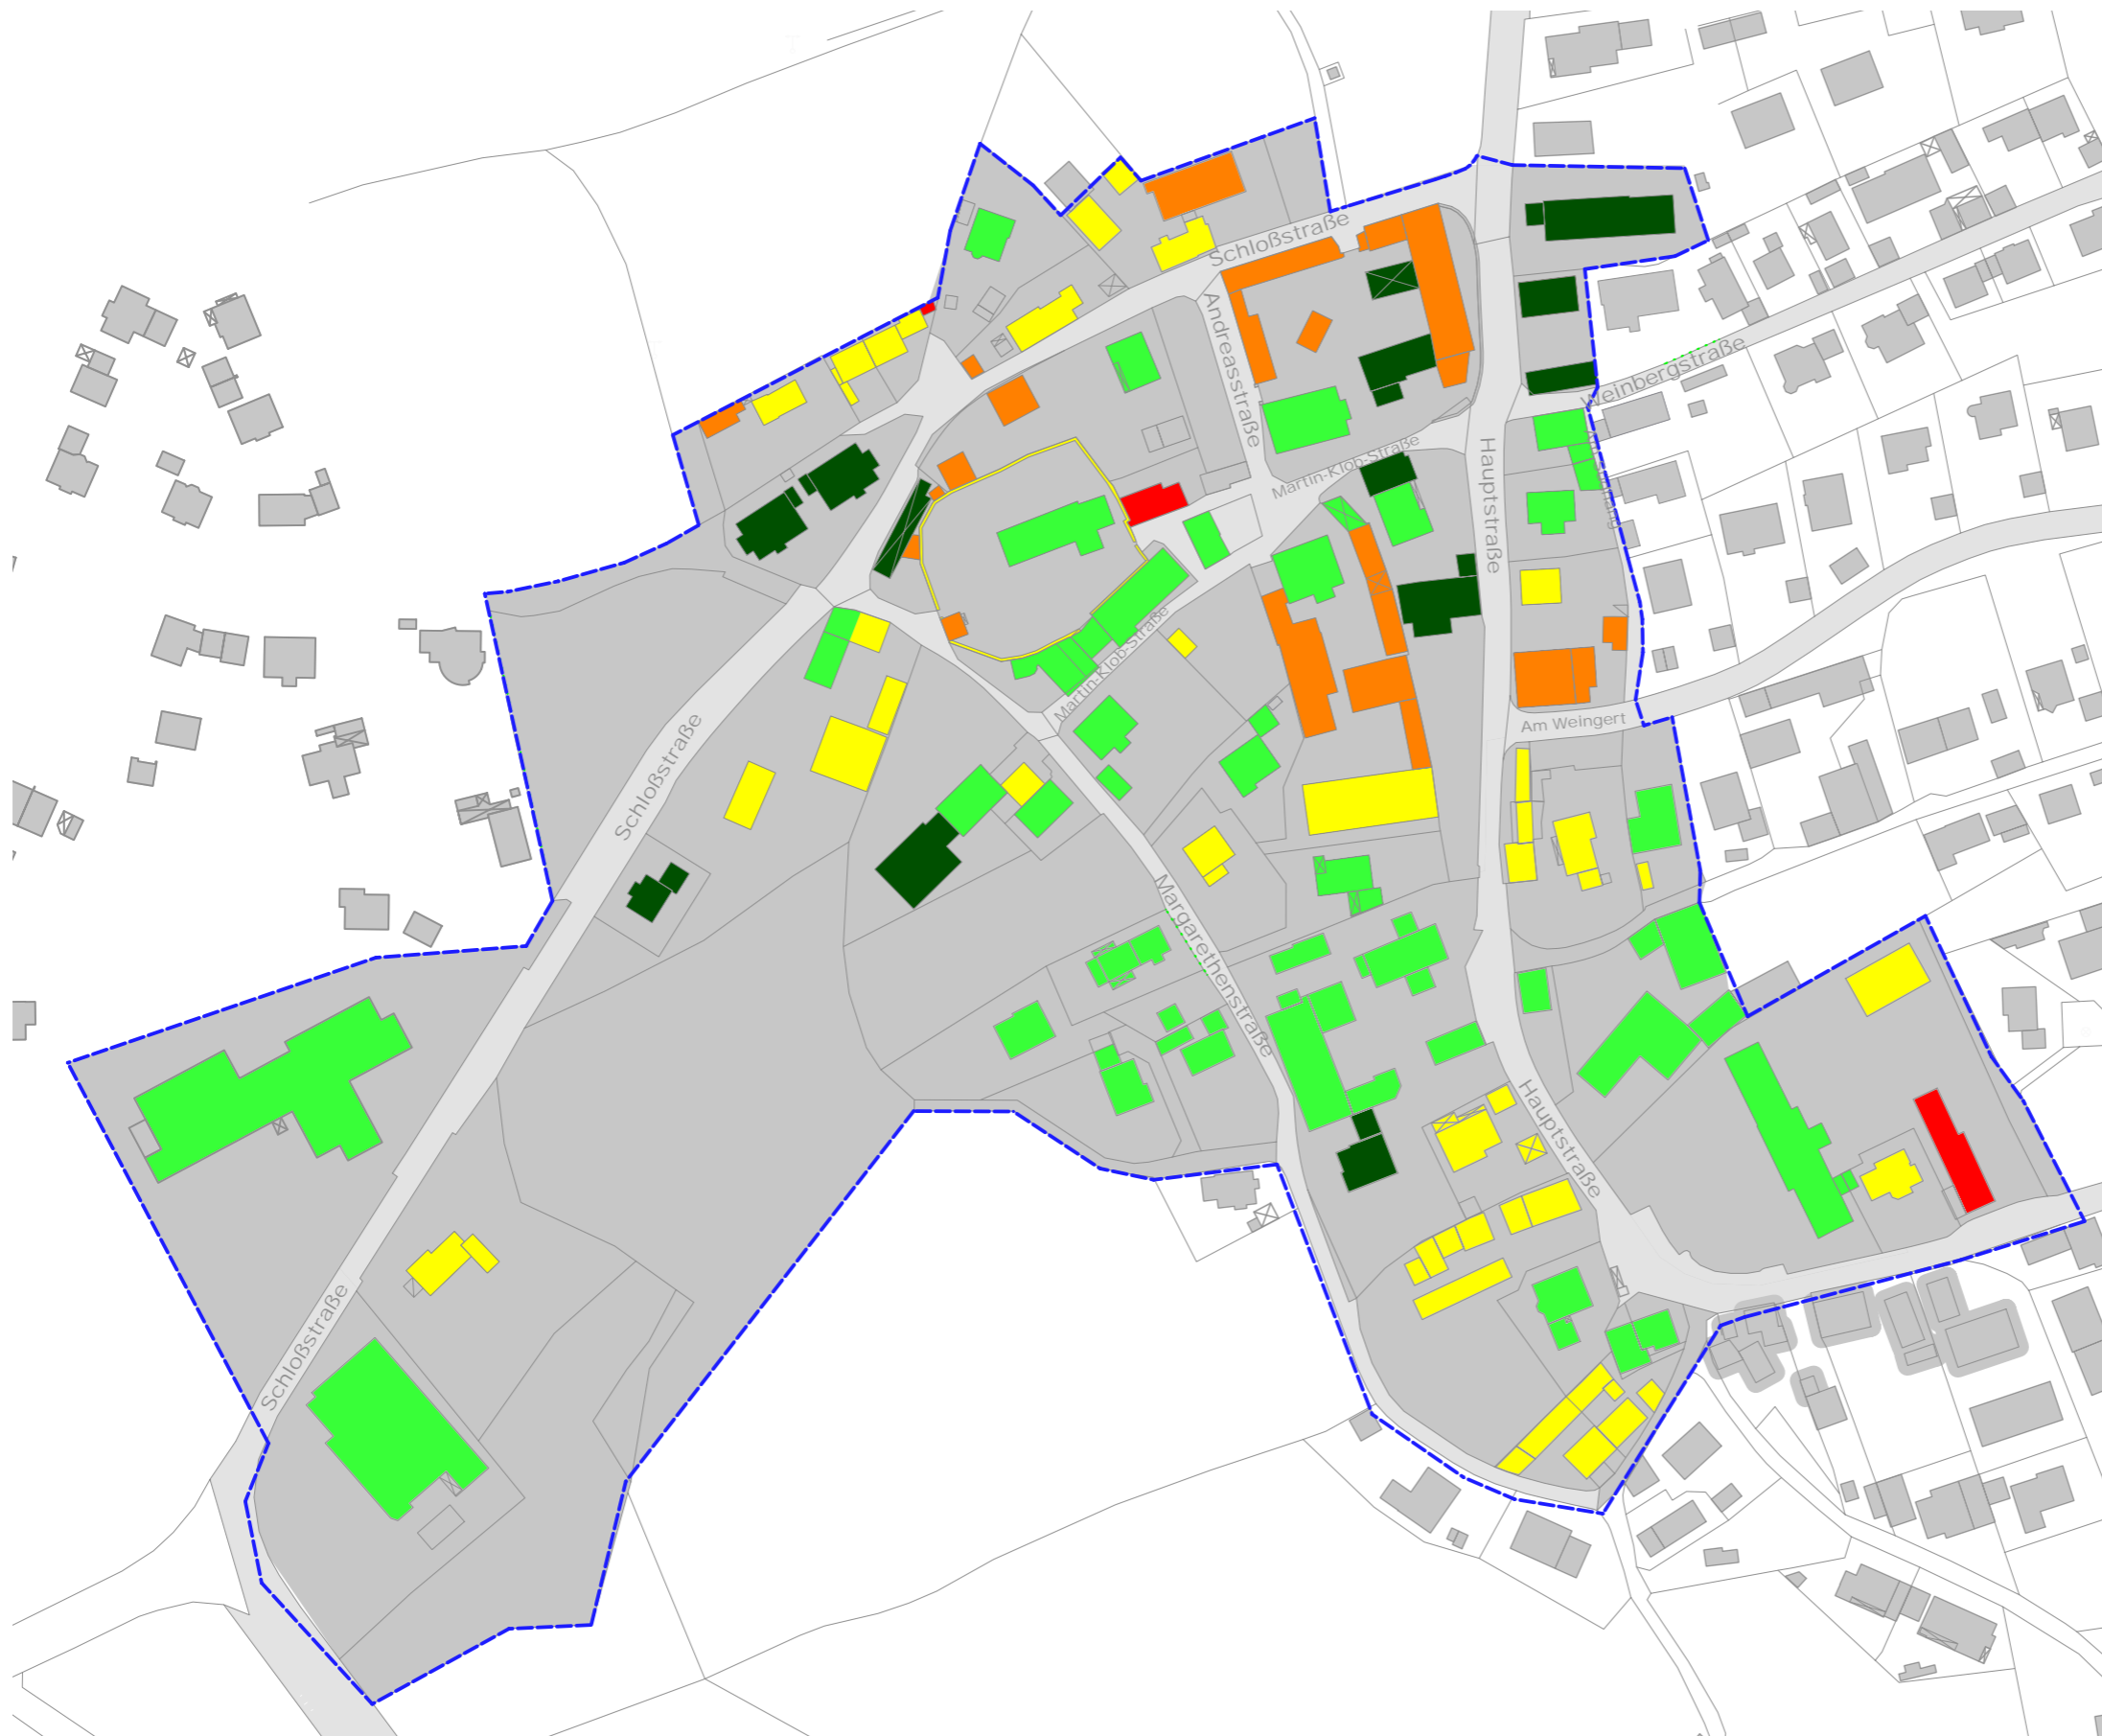 Schloßstraße
Andreasstraße
Weinbergstraße
Martin-Klob-Straße
Hauptstraße
Martin-Klob-Straße
Am Weingert
Schloßstraße
Margarethenstraße
Hauptstraße
Schloßstraße